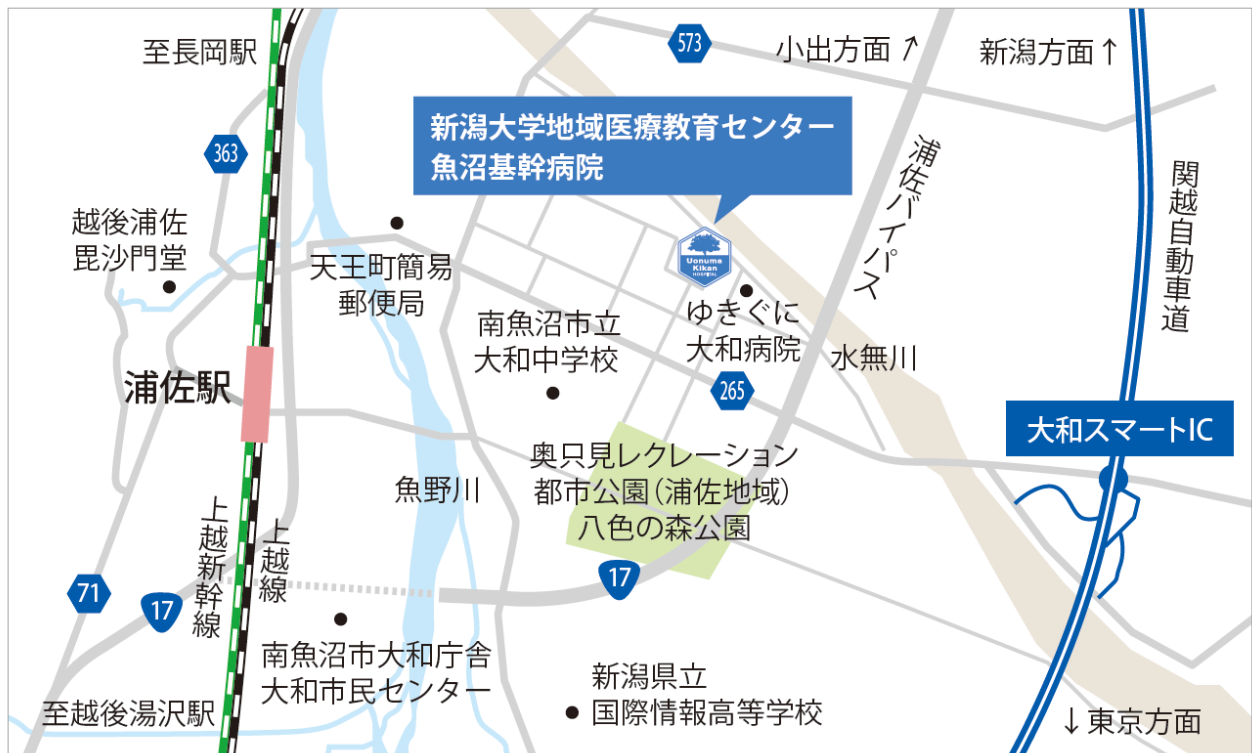 至長岡駅
573
小出方面↗
新潟方面↑
新潟大学地域医療教育センター
魚沼基幹病院
363
浦佐バイパス
関越自動車道
越後浦佐
毘沙門堂
天王町簡易
郵便局
Uonuma
Kikan
HOSPITAL
ゆきぐに
大和病院
南魚沼市立
大和中学校
水無川
浦佐駅
265
大和スマートIC
奥只見レクレーション
都市公園(浦佐地域)
八色の森公園
魚野川
上越新幹線
上越線
71
17
17
南魚沼市大和庁舎
大和市民センター
新潟県立
国際情報高等学校
至越後湯沢駅
↓東京方面